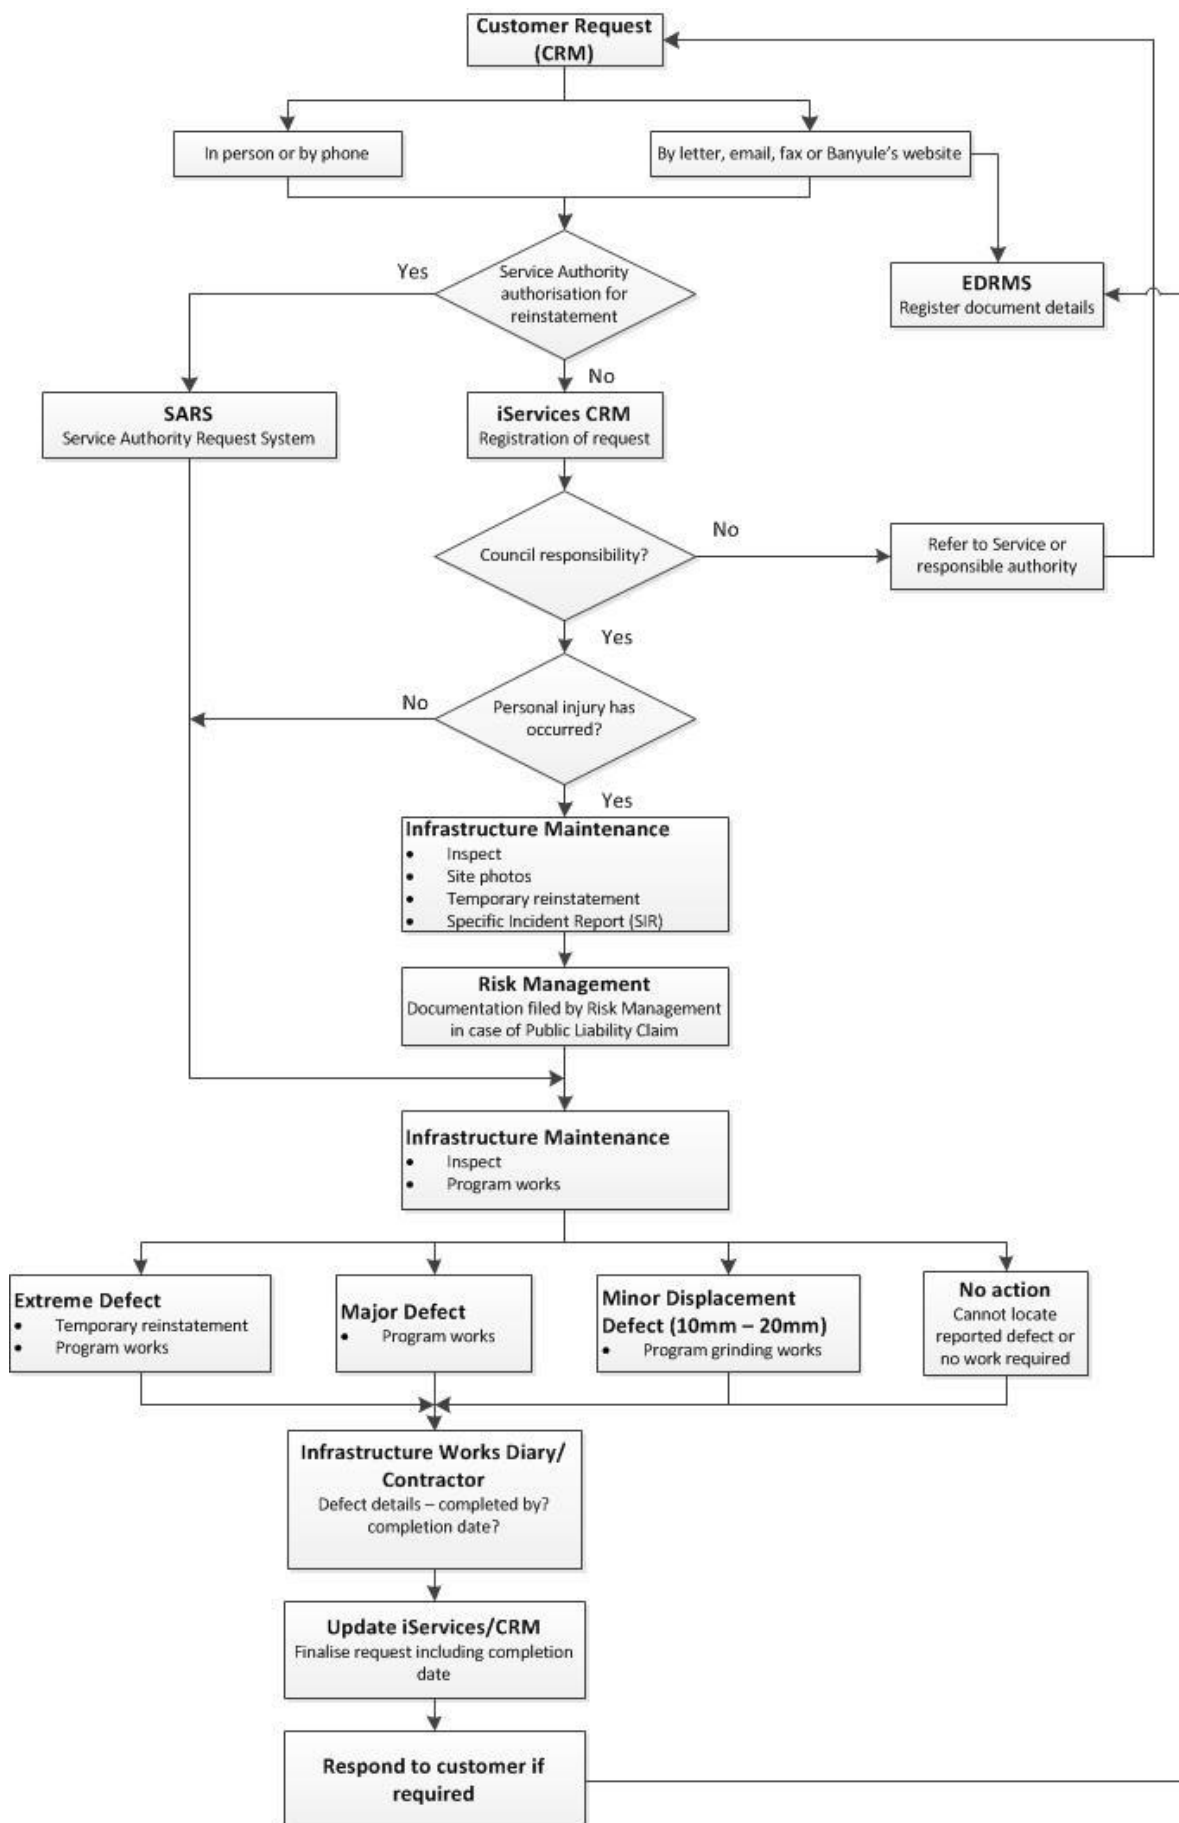 Customer Request
(CRM)
In person or by phone
By letter, email, fax or Banyule's website
Yes
Service Authority
authorisation for
reinstatement
EDRMS
Register document details
No
SARS
Service Authority Request System
iServices CRM
Registration of request
No
Council responsibility?
Refer to Service or
responsible authority
Yes
No
Personal injury has
occurred?
Yes
Infrastructure Maintenance
• Inspect
• Site photos
• Temporary reinstatement
• Specific Incident Report (SIR)
Risk Management
Documentation filed by Risk Management
in case of Public Liability Claim
Infrastructure Maintenance
• Inspect
• Program works
Extreme Defect
• Temporary reinstatement
• Program works
Major Defect
• Program works
Minor Displacement
Defect (10mm – 20mm)
• Program grinding works
No action
Cannot locate
reported defect or
no work required
Infrastructure Works Diary/
Contractor
Defect details – completed by?
completion date?
Update iServices/CRM
Finalise request including completion
date
Respond to customer if
required